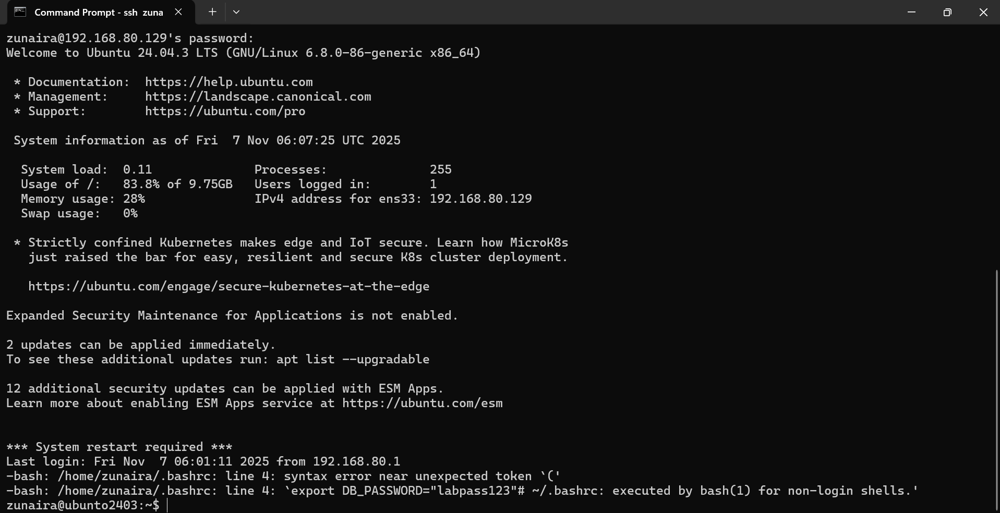 Command Prompt - ssh  zuna
zunaira@192.168.80.129's password:
Welcome to Ubuntu 24.04.3 LTS (GNU/Linux 6.8.0-86-generic x86_64)
 * Documentation:  https://help.ubuntu.com
 * Management:     https://landscape.canonical.com
 * Support:        https://ubuntu.com/pro
 System information as of Fri  7 Nov 06:07:25 UTC 2025
  System load:  0.11              Processes:              255
  Usage of /:   83.8% of 9.75GB   Users logged in:        1
  Memory usage: 28%               IPv4 address for ens33: 192.168.80.129
  Swap usage:   0%
 * Strictly confined Kubernetes makes edge and IoT secure. Learn how MicroK8s
   just raised the bar for easy, resilient and secure K8s cluster deployment.
   https://ubuntu.com/engage/secure-kubernetes-at-the-edge
Expanded Security Maintenance for Applications is not enabled.
2 updates can be applied immediately.
To see these additional updates run: apt list --upgradable
12 additional security updates can be applied with ESM Apps.
Learn more about enabling ESM Apps service at https://ubuntu.com/esm
*** System restart required ***
Last login: Fri Nov  7 06:01:11 2025 from 192.168.80.1
-bash: /home/zunaira/.bashrc: line 4: syntax error near unexpected token `('
-bash: /home/zunaira/.bashrc: line 4: `export DB_PASSWORD="labpass123"# ~/.bashrc: executed by bash(1) for non-login shells.'
zunaira@ubunto2403:~$